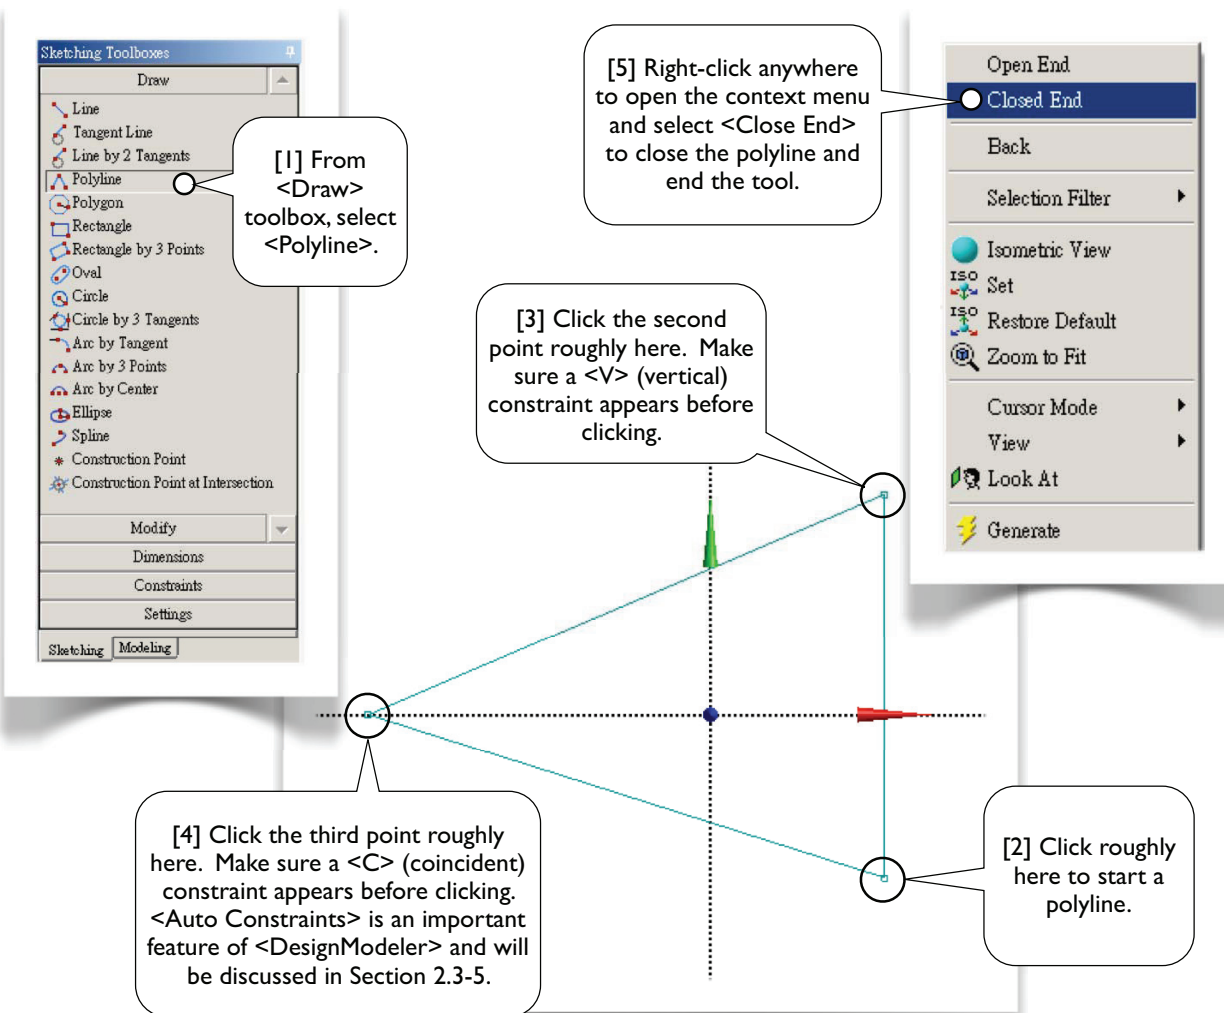 Sketching Toolboxes
Draw
Line
Tangent Line
Line by 2 Tangents
Polyline
Polygon
Rectangle
Rectangle by 3 Points
Oval
Circle
Circle by 3 Tangents
Arc by Tangent
Arc by 3 Points
Arc by Center
Ellipse
Spline
Construction Point
Construction Point at Intersection
Modify
Dimensions
Constraints
Settings
Sketching
Modeling
[1] From
<Draw>
toolbox, select
<Polyline>.
[5] Right-click anywhere
to open the context menu
and select <Close End>
to close the polyline and
end the tool.
Open End
Closed End
Back
Selection Filter
Isometric View
ISO
Set
ISO
Restore Default
Zoom to Fit
Cursor Mode
View
Look At
Generate
[3] Click the second
point roughly here. Make
sure a <V> (vertical)
constraint appears before
clicking.
[4] Click the third point roughly
here. Make sure a <C> (coincident)
constraint appears before clicking.
<Auto Constraints> is an important
feature of <DesignModeler> and will
be discussed in Section 2.3-5.
[2] Click roughly
here to start a
polyline.